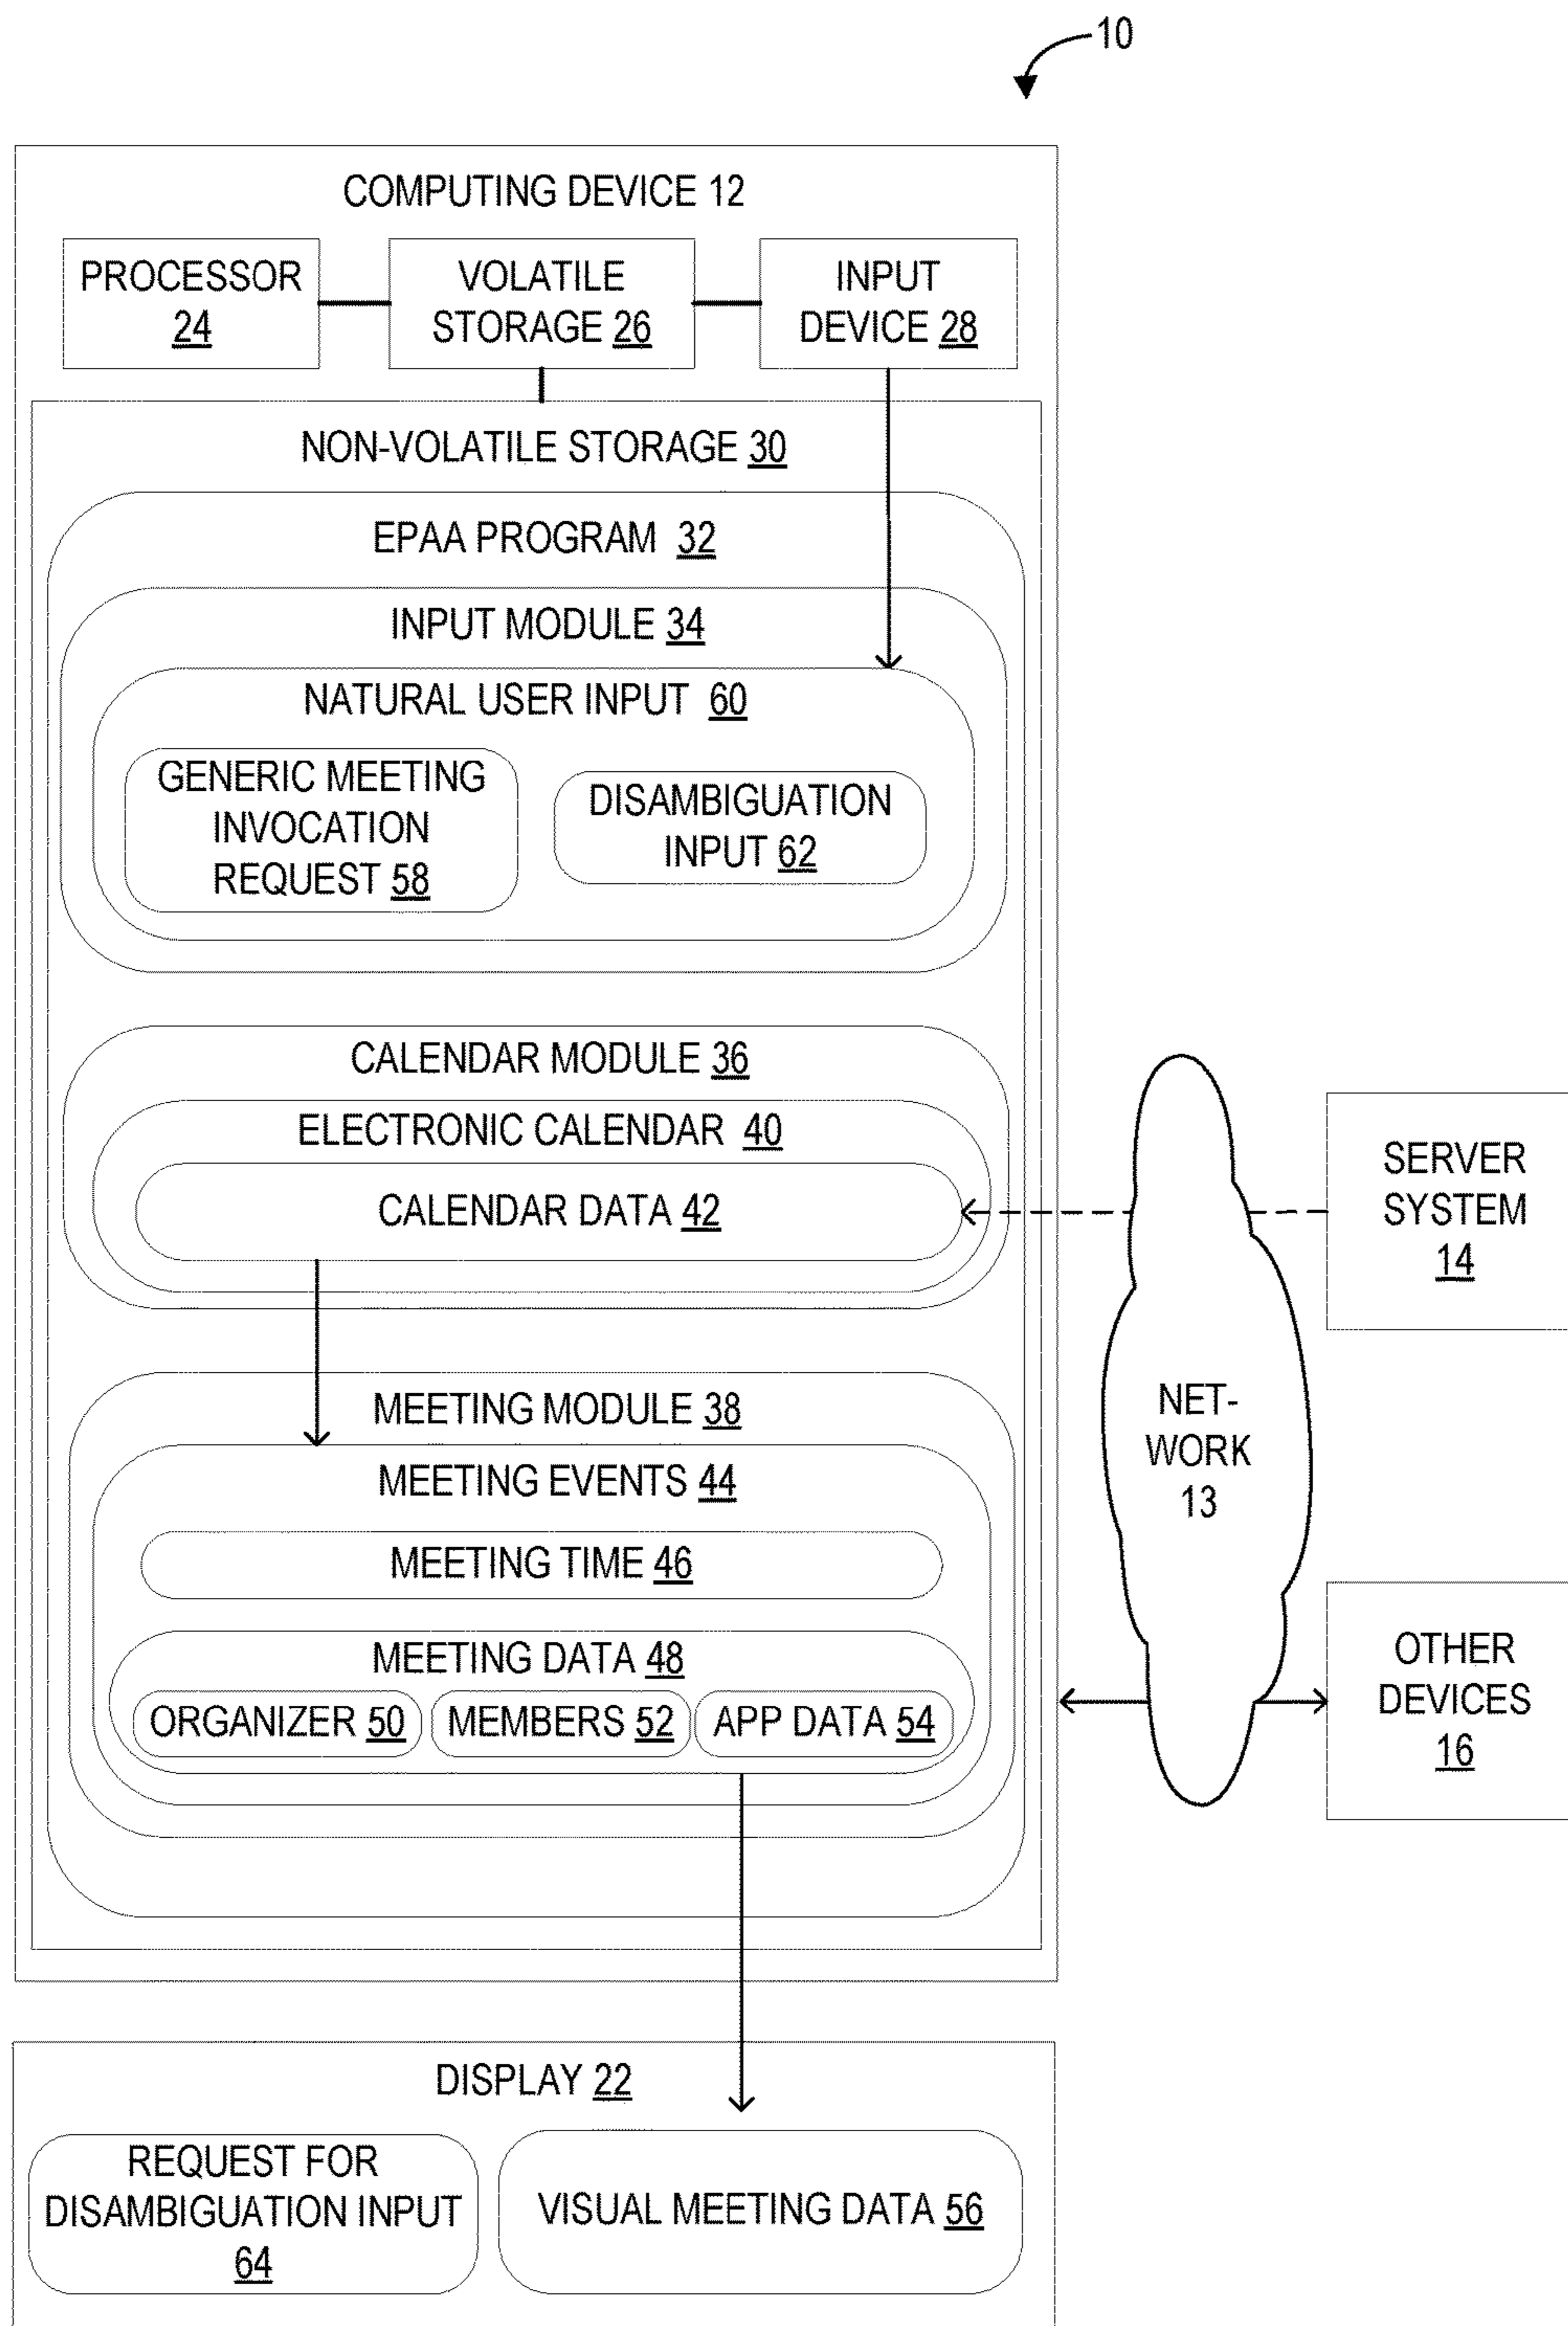 10
COMPUTING DEVICE 12
PROCESSOR
24
VOLATILE
STORAGE 26
INPUT
DEVICE 28
NON-VOLATILE STORAGE 30
EPAA PROGRAM 32
INPUT MODULE 34
NATURAL USER INPUT 60
GENERIC MEETING
INVOCATION
REQUEST 58
DISAMBIGUATION
INPUT 62
CALENDAR MODULE 36
ELECTRONIC CALENDAR 40
CALENDAR DATA 42
MEETING MODULE 38
MEETING EVENTS 44
MEETING TIME 46
MEETING DATA 48
ORGANIZER 50
MEMBERS 52
APP DATA 54
NET-
WORK
13
SERVER
SYSTEM
14
OTHER
DEVICES
16
DISPLAY 22
REQUEST FOR
DISAMBIGUATION INPUT
64
VISUAL MEETING DATA 56